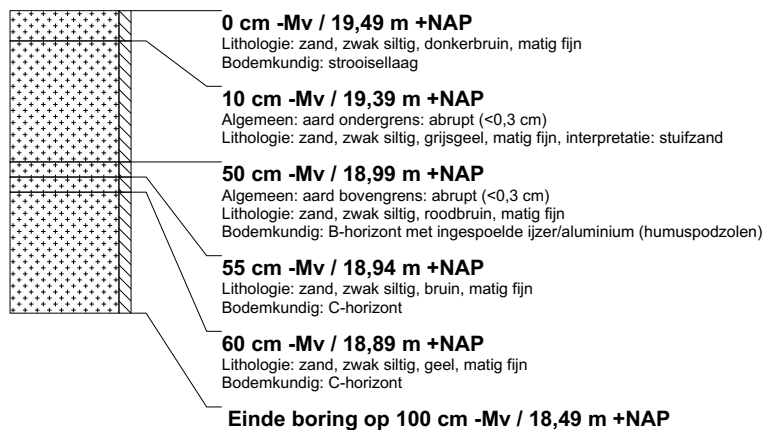 0 cm -Mv / 19,49 m +NAP
Lithologie: zand, zwak siltig, donkerbruin, matig fijn
Bodemkundig: strooisellaag
10 cm -Mv / 19,39 m +NAP
Algemeen: aard ondergrens: abrupt (<0,3 cm)
Lithologie: zand, zwak siltig, grijsgeel, matig fijn, interpretatie: stuifzand
50 cm -Mv / 18,99 m +NAP
Algemeen: aard bovengrens: abrupt (<0,3 cm)
Lithologie: zand, zwak siltig, roodbruin, matig fijn
Bodemkundig: B-horizont met ingespoelde ijzer/aluminium (humuspodzolen)
55 cm -Mv / 18,94 m +NAP
Lithologie: zand, zwak siltig, bruin, matig fijn
Bodemkundig: C-horizont
60 cm -Mv / 18,89 m +NAP
Lithologie: zand, zwak siltig, geel, matig fijn
Bodemkundig: C-horizont
Einde boring op 100 cm -Mv / 18,49 m +NAP